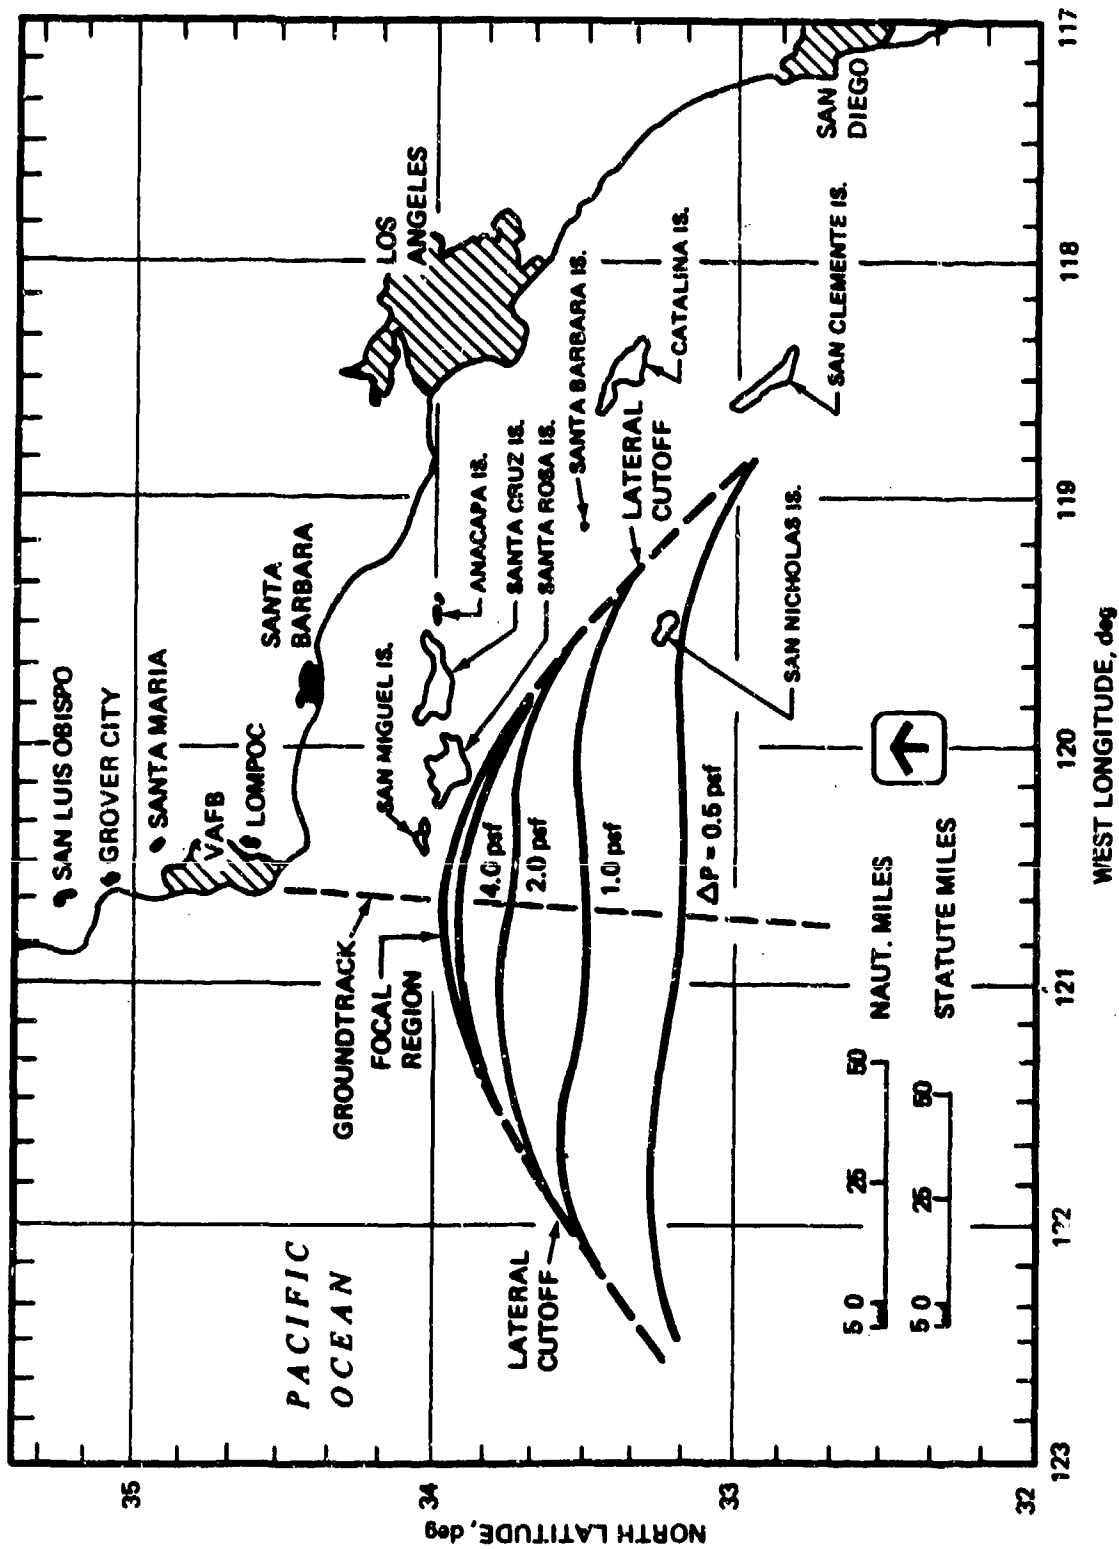 SAN LUIS OBISPO
GROVER CITY
SANTA MARIA
VAFB
LOMPOC
SANTA
BARBARA
LOS
ANGELES
SAN
DIEGO
PACIFIC
OCEAN
GROUNDTRACK
FOCAL
REGION
SAN MIGUEL IS.
ANACAPA IS.
SANTA CRUZ IS.
SANTA ROSA IS.
SANTA BARBARA IS.
CATALINA IS.
SAN CLEMENTE IS.
SAN NICHOLAS IS.
LATERAL
CUTOFF
LATERAL
CUTOFF
4.0 psf
2.0 psf
1.0 psf
ΔP = 0.5 psf
5 0 25 50 NAUT. MILES
5 0 25 50 STATUTE MILES
35
34
33
32
NORTH LATITUDE, deg
123 122 121 120 119 118 117
WEST LONGITUDE, deg